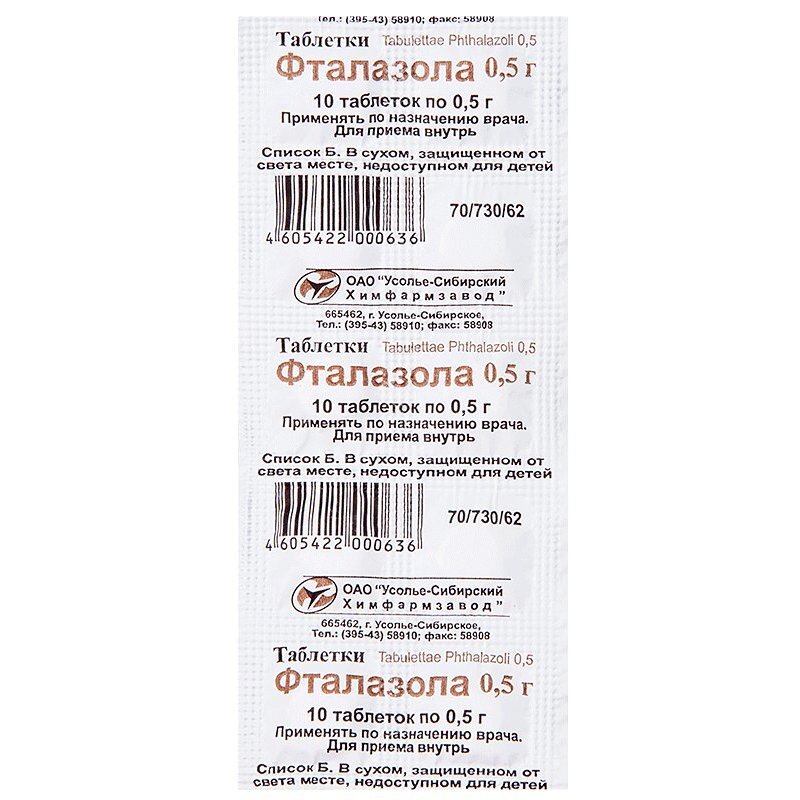 Тел.: (395-43) 58910; факс: 58908
Таблетки Tabulettae Phthalazoli 0,5
Фталазола 0,5 г
10 таблеток по 0,5 г
Применять по назначению врача.
Для приема внутрь
Список Б. В сухом, защищенном от
света месте, недоступном для детей
70/730/62
4 605422 000636
ОАО "Усолье-Сибирский
Химфармзавод"
665462, г. Усолье-Сибирское,
Тел.: (395-43) 58910; факс: 58908
Таблетки Tabulettae Phthalazoli 0,5
Фталазола 0,5 г
10 таблеток по 0,5 г
Применять по назначению врача.
Для приема внутрь
Список Б. В сухом, защищенном от
света месте, недоступном для детей
70/730/62
4 605422 000636
ОАО "Усолье-Сибирский
Химфармзавод"
665462, г. Усолье-Сибирское,
Тел.: (395-43) 58910; факс: 58908
Таблетки Tabulettae Phthalazoli 0,5
Фталазола 0,5 г
10 таблеток по 0,5 г
Применять по назначению врача.
Для приема внутрь
Список Б. В сухом, защищенном от
света месте, недоступном для детей